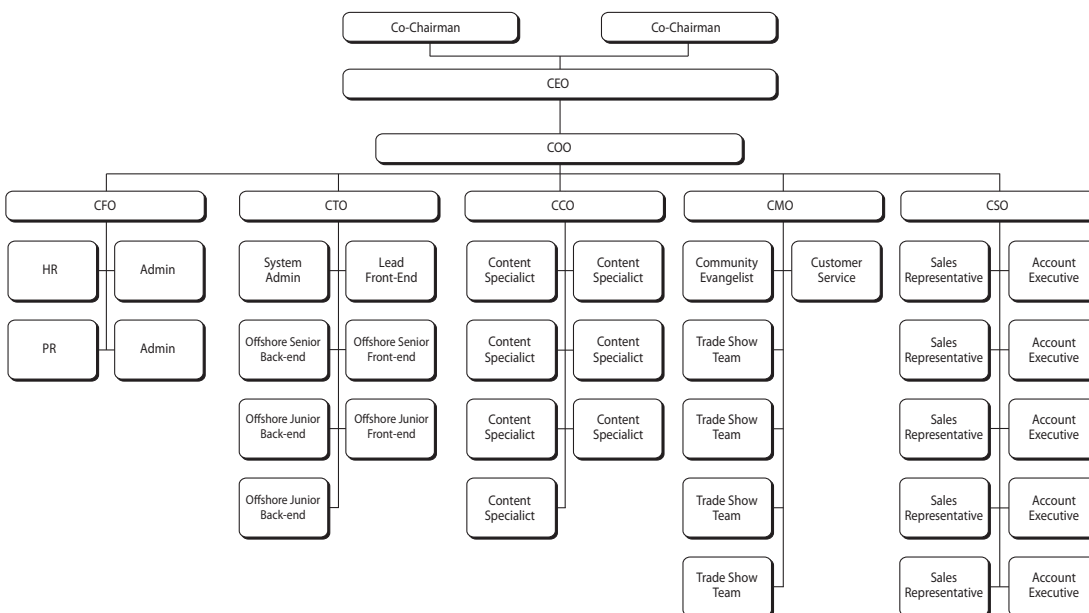 Co-Chairman
Co-Chairman
CEO
COO
CFO
CTO
CCO
CMO
CSO
HR
Admin
PR
Admin
System
Admin
Lead
Front-End
Offshore Senior
Back-end
Offshore Senior
Front-end
Offshore Junior
Back-end
Offshore Junior
Front-end
Offshore Junior
Back-end
Content
Specialict
Content
Specialict
Content
Specialict
Content
Specialict
Content
Specialict
Content
Specialict
Content
Specialict
Community
Evangelist
Customer
Service
Trade Show
Team
Trade Show
Team
Trade Show
Team
Trade Show
Team
Sales
Representative
Account
Executive
Sales
Representative
Account
Executive
Sales
Representative
Account
Executive
Sales
Representative
Account
Executive
Sales
Representative
Account
Executive